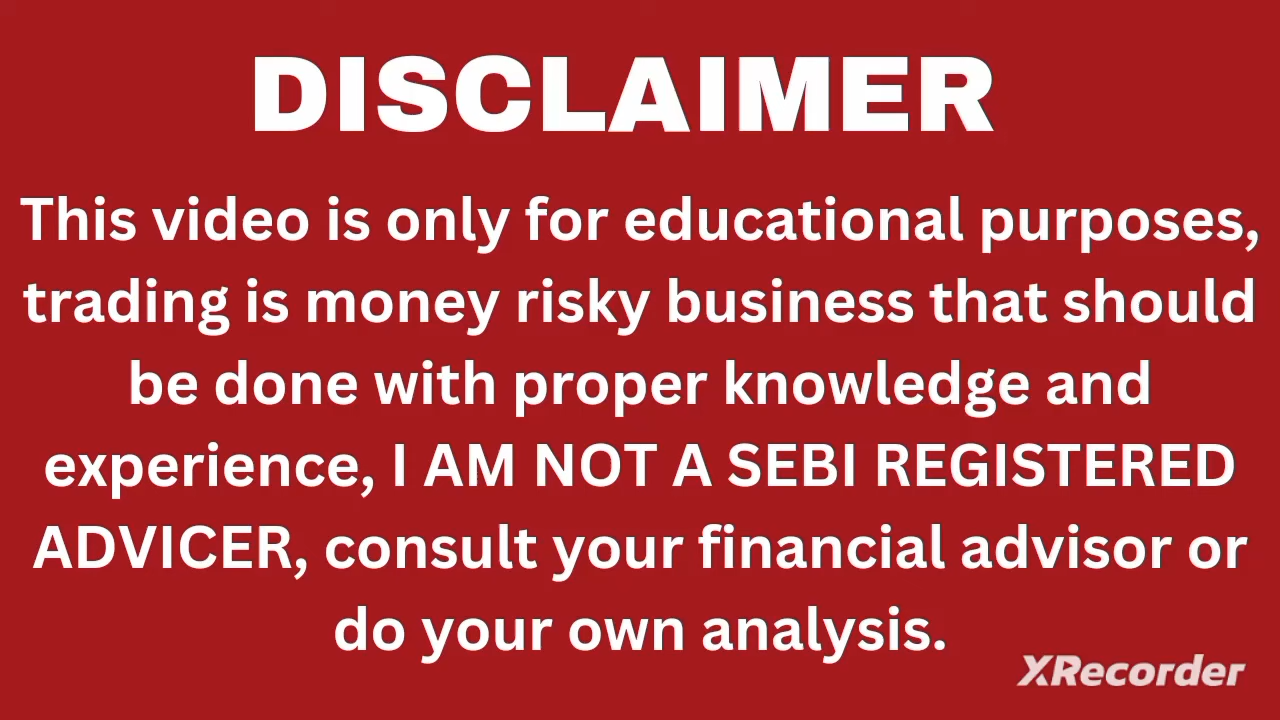 DISCLAIMER
This video is only for educational purposes,
trading is money risky business that should
be done with proper knowledge and
experience, I AM NOT A SEBI REGISTERED
ADVICER, consult your financial advisor or
do your own analysis.
XRecorder